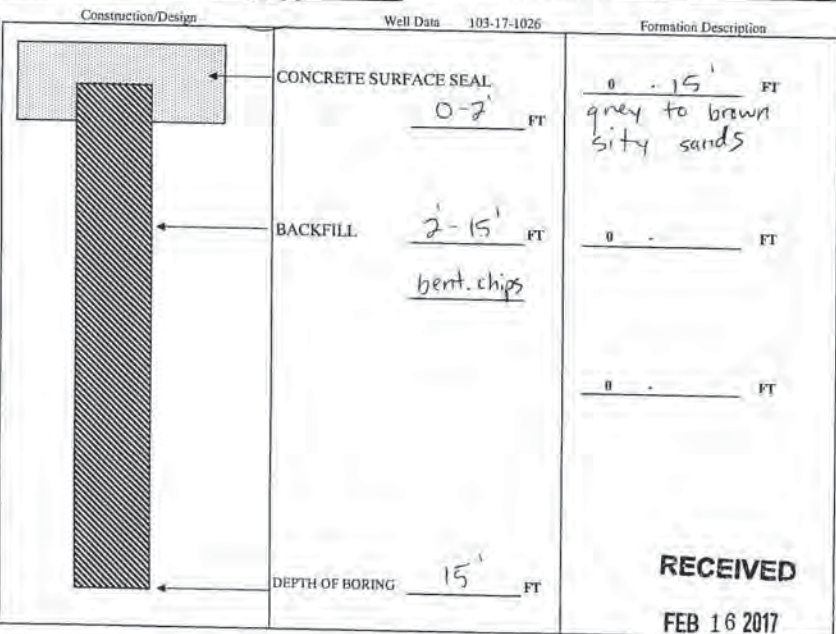 Construction/Design
Well Data 103-17-1026
Formation Description
CONCRETE SURFACE SEAL
0-2' FT
0 - 15' FT
grey to brown
sity sands
BACKFILL 2'-15' FT
bent. chips
0 - FT
0 - FT
DEPTH OF BORING 15' FT
RECEIVED
FEB 16 2017